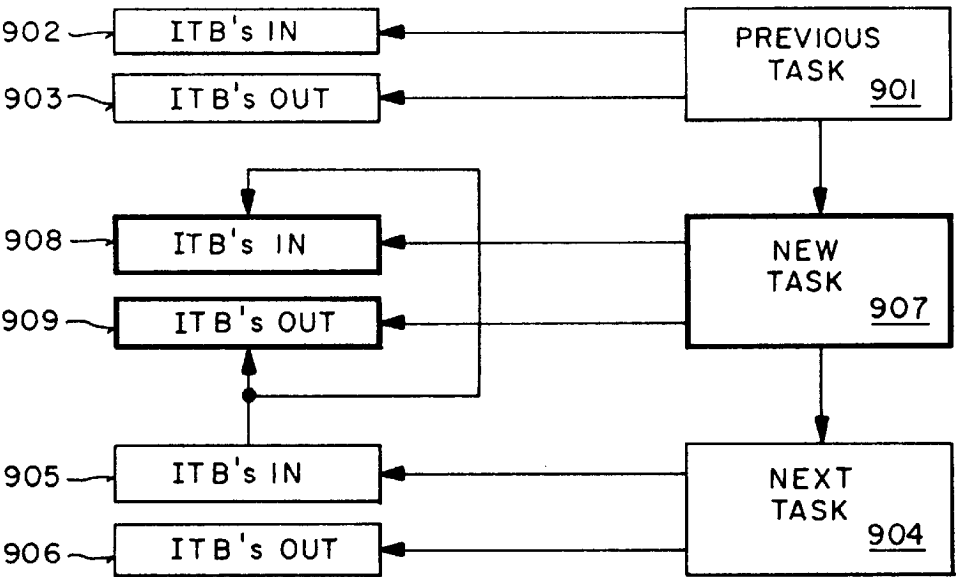 902
ITB's IN
PREVIOUS
TASK
901
903
ITB's OUT
908
ITB's IN
NEW
TASK
907
909
ITB's OUT
905
ITB's IN
NEXT
TASK
904
906
ITB's OUT